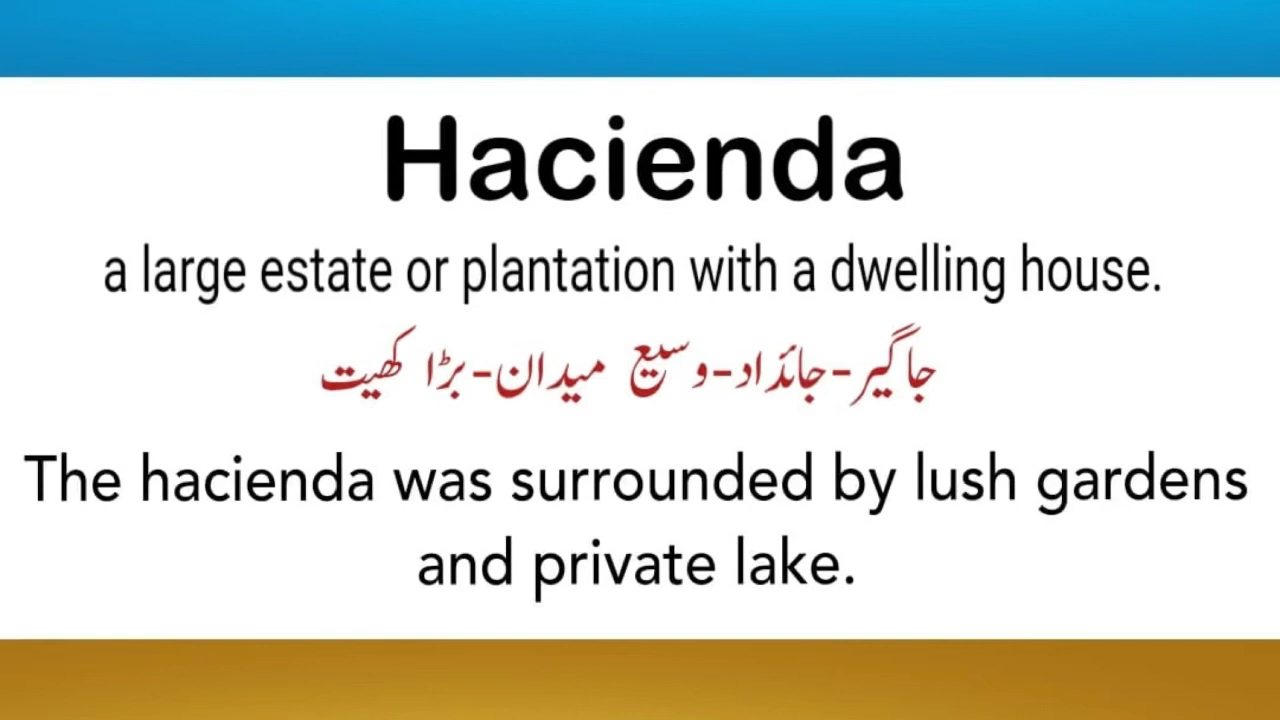 Hacienda
a large estate or plantation with a dwelling house.
جاگیر-جائداد-وسیع میدان-بڑا کھیت
The hacienda was surrounded by lush gardens
and private lake.